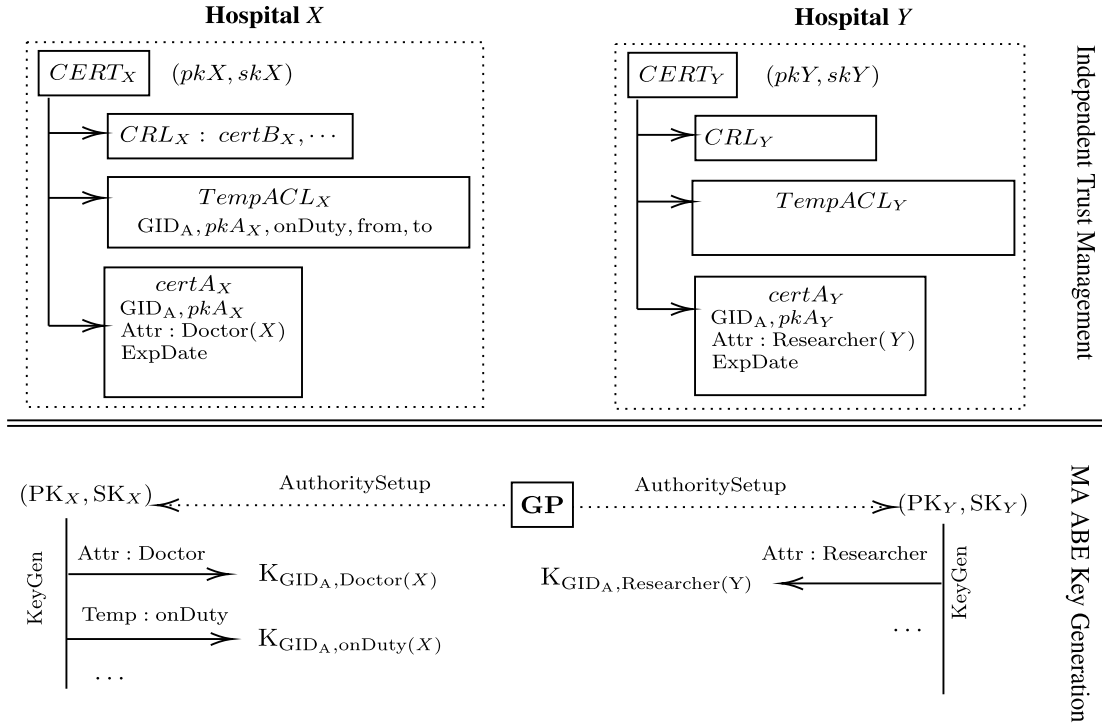 Hospital X
CERT_X (pkX, skX)
CRL_X : certB_X, ⋯
TempACL_X
GID_A, pkA_X, onDuty, from, to
certA_X
GID_A, pkA_X
Attr : Doctor(X)
ExpDate
Hospital Y
CERT_Y (pkY, skY)
CRL_Y
TempACL_Y
certA_Y
GID_A, pkA_Y
Attr : Researcher(Y)
ExpDate
Independent Trust Management
(PK_X, SK_X)
AuthoritySetup
GP
AuthoritySetup
(PK_Y, SK_Y)
KeyGen
Attr : Doctor
K_GID_A,Doctor(X)
Temp : onDuty
K_GID_A,onDuty(X)
⋯
Attr : Researcher
K_GID_A,Researcher(Y)
KeyGen
⋯
MA ABE Key Generation